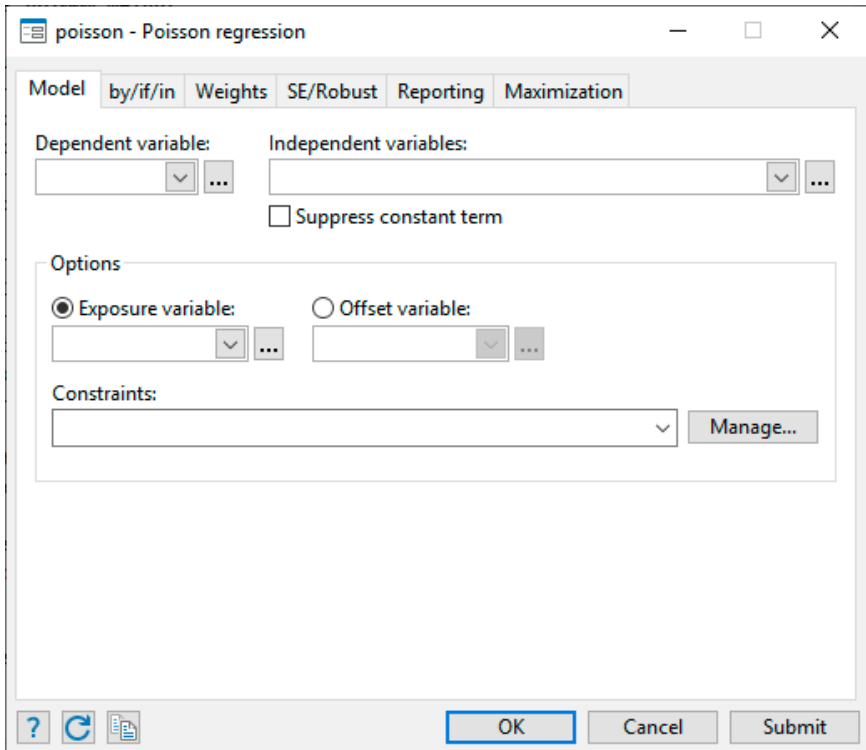 poisson - Poisson regression
Model by/if/in Weights SE/Robust Reporting Maximization
Dependent variable: Independent variables:
... ...
Suppress constant term
Options
Exposure variable: Offset variable:
... ...
Constraints:
Manage...
? OK Cancel Submit